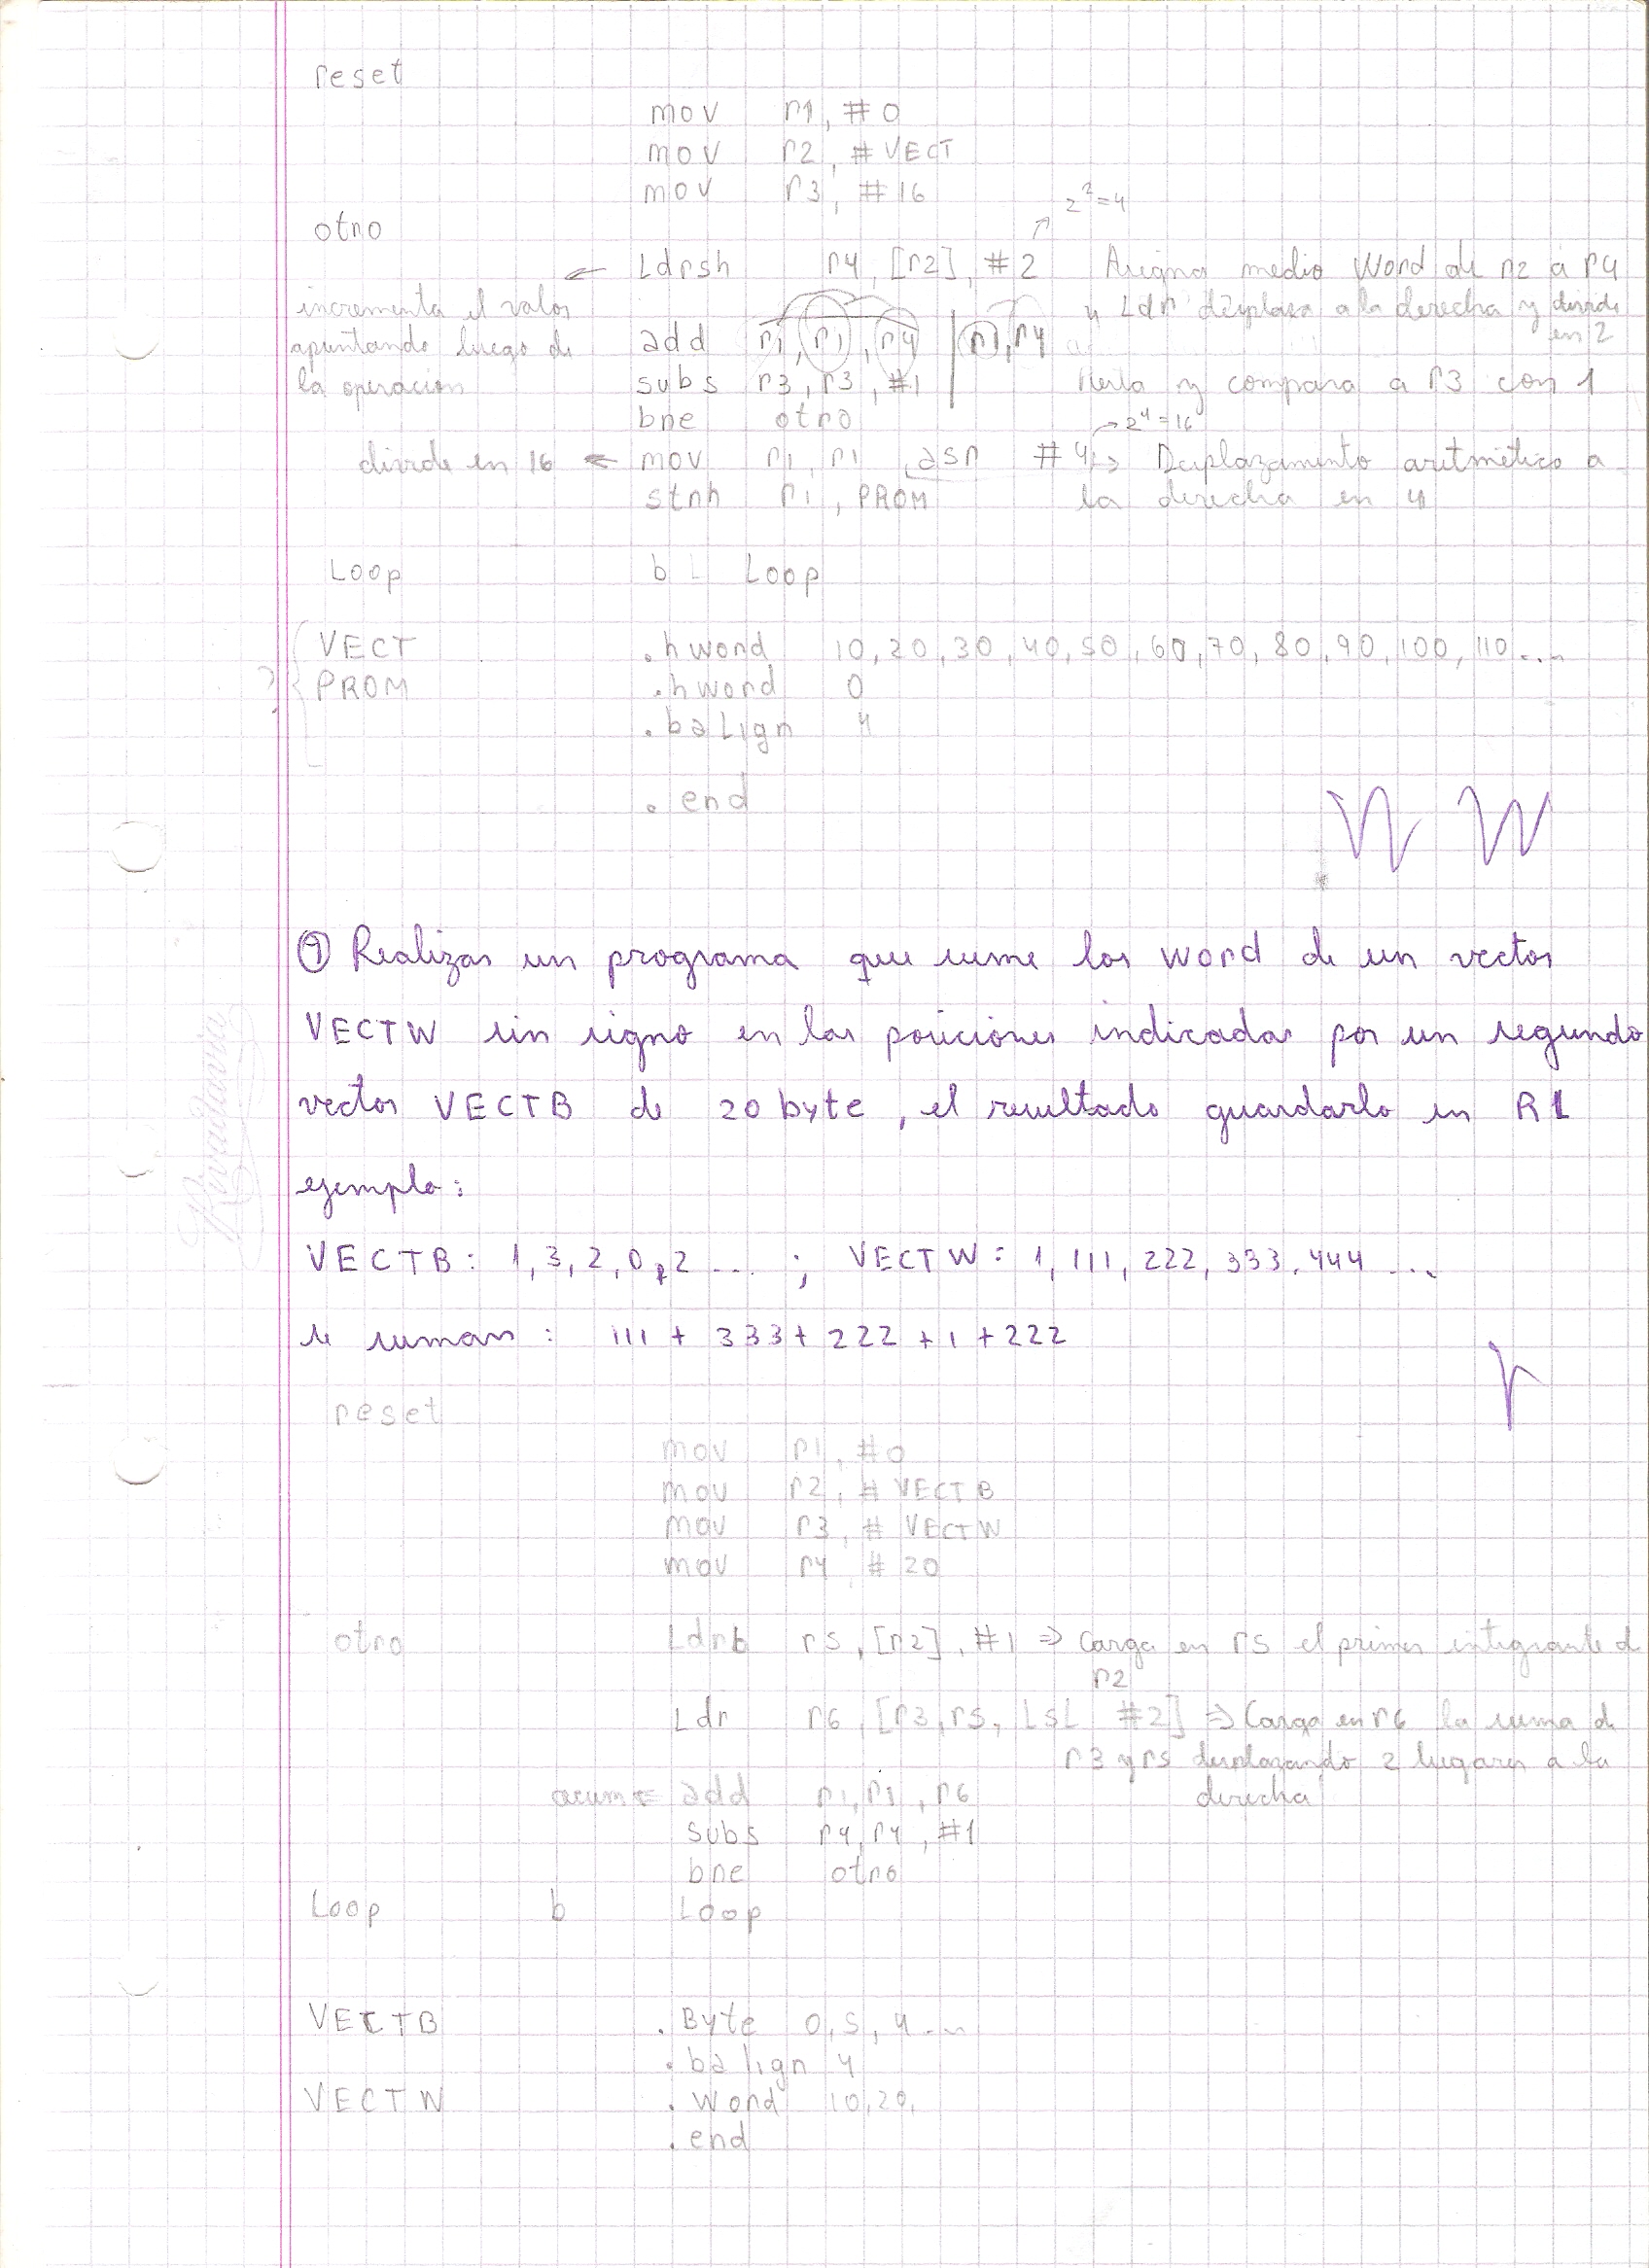 reset
mov r1, #0
mov r2, #VECT
mov r3, #16
2²=4
otro
← Ldrsh r4, [r2], #2 Asigna medio Word de r2 a r4
incrementa el valor
y Ldr desplaza a la derecha y divide en 2
apuntando luego de
add r1, r1, r4 | r1, r4
la operación
subs r3, r3, #1 Resta y compara a r3 con 1
bne otro → 2⁴=16
divide en 16 ← mov r1 r1, asr #4 → Desplazamiento aritmético a
strh r1, PROM la derecha en 4
Loop b Loop
VECT .hword 10, 20, 30, 40, 50, 60, 70, 80, 90, 100, 110...
? PROM .hword 0
.balign 4
.end
W W
① Realizar un programa que sume los word de un vector
VECTW sin signo en las posiciones indicadas por un segundo
vector VECTB de 20 byte, el resultado guardarlo en R1
Rivadavia
ejemplo:
VECTB: 1, 3, 2, 0, 2 ... ; VECTW: 1, 111, 222, 333, 444 ...
se suman: 111 + 333 + 222 + 1 + 222
r
reset
mov r1, #0
mov r2, # VECTB
mov r3, # VECTW
mov r4 # 20
otro Ldrb r5, [r2], #1 ⇒ Carga en r5 el primer integrante d
r2
Ldr r6 [r3, r5, LSL #2] ⇒ Carga en r6 la suma de
r3 y r5 desplazando 2 lugares a la
derecha
acum ⇐ add r1, r1, r6
subs r4, r4, #1
bne otro
Loop b Loop
VECTB .Byte 0, 5, 4...
.balign 4
VECTW .Word 10, 20,
.end